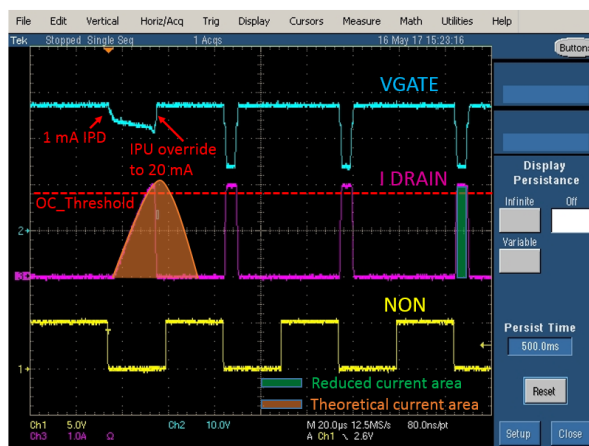 File Edit Vertical Horiz/Acq Trig Display Cursors Measure Math Utilities Help
Tek Stopped Single Seq 1 Acqs 16 May 17 15:23:16 Buttons
VGATE
1 mA IPD
IPU override
to 20 mA
I DRAIN
OC_Threshold
2
NON
T
1
Reduced current area
Theoretical current area
Ch1 5.0V Ch2 10.0V M 20.0µs 12.5MS/s 80.0ns/pt
Ch3 1.0A Ω A Ch1 2.6V
Display
Persistance
Infinite Off
Variable
Persist Time
500.0ms
Reset
Setup Close